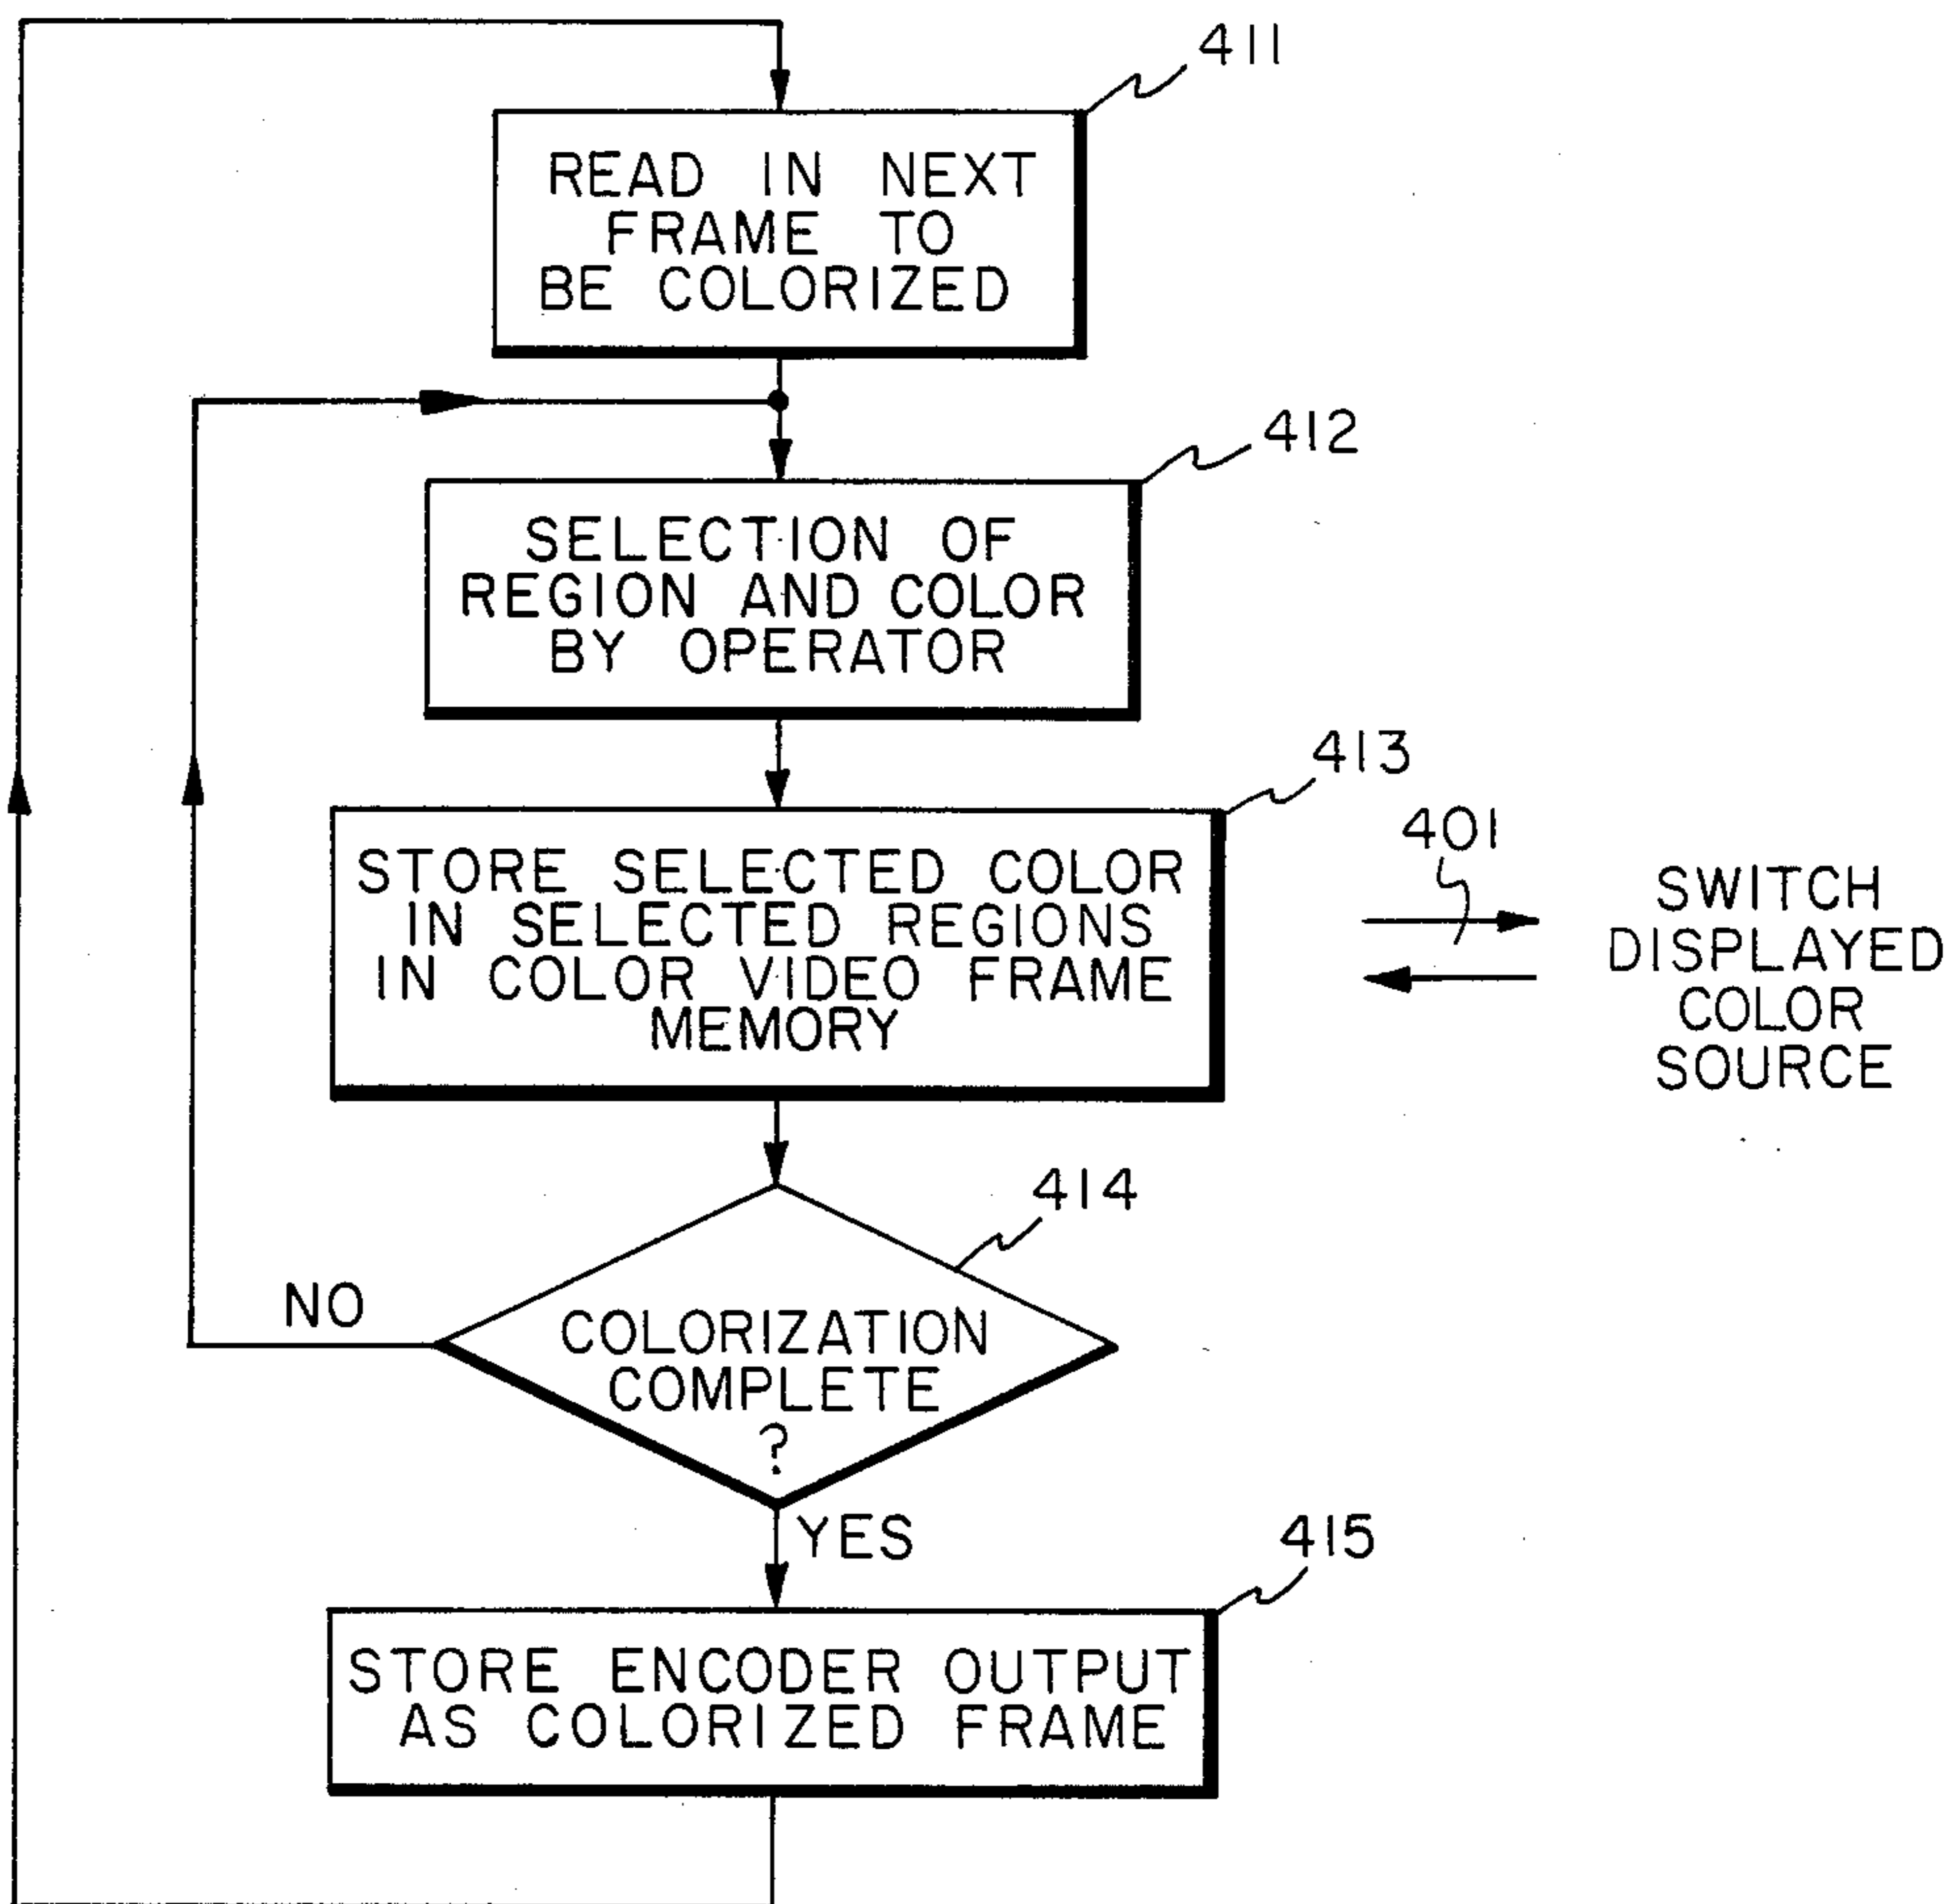 411
READ IN NEXT
FRAME TO
BE COLORIZED
412
SELECTION OF
REGION AND COLOR
BY OPERATOR
413
STORE SELECTED COLOR
IN SELECTED REGIONS
IN COLOR VIDEO FRAME
MEMORY
401
SWITCH
DISPLAYED
COLOR
SOURCE
414
COLORIZATION
COMPLETE
?
NO
YES
415
STORE ENCODER OUTPUT
AS COLORIZED FRAME